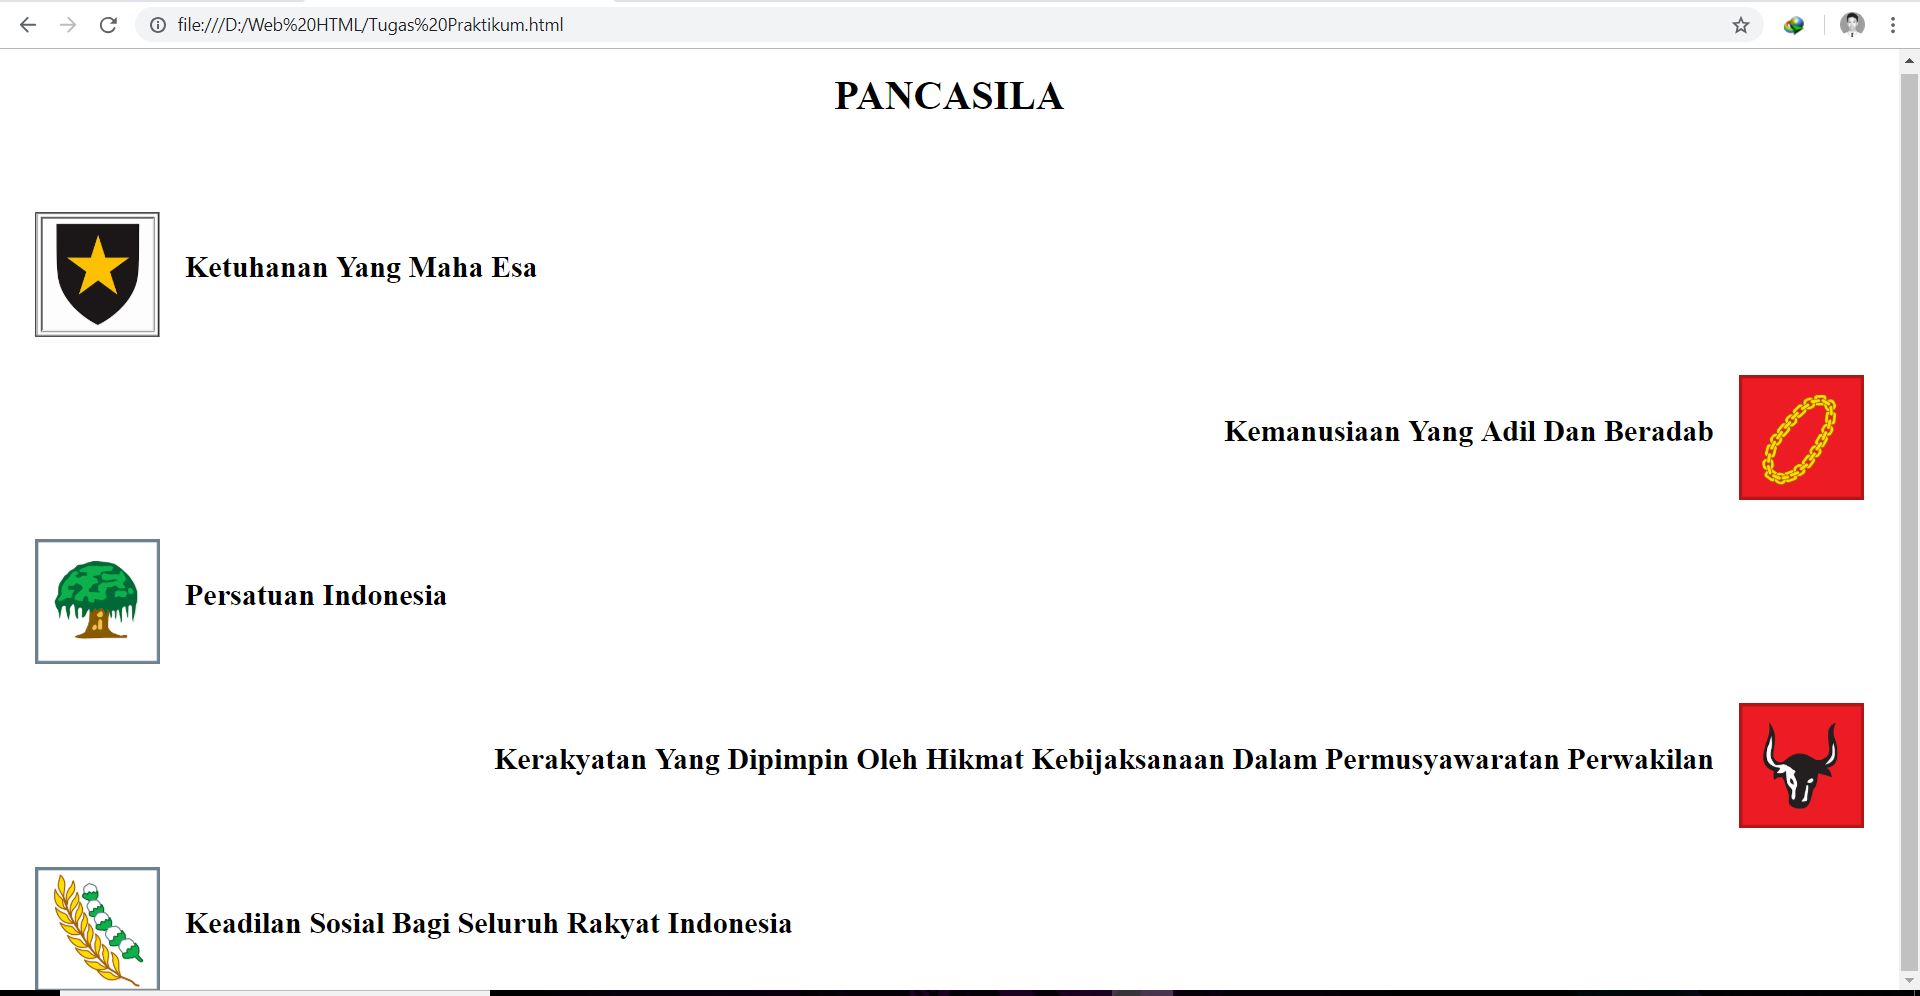 file:///D:/Web%20HTML/Tugas%20Praktikum.html
PANCASILA
Ketuhanan Yang Maha Esa
Kemanusiaan Yang Adil Dan Beradab
Persatuan Indonesia
Kerakyatan Yang Dipimpin Oleh Hikmat Kebijaksanaan Dalam Permusyawaratan Perwakilan
Keadilan Sosial Bagi Seluruh Rakyat Indonesia